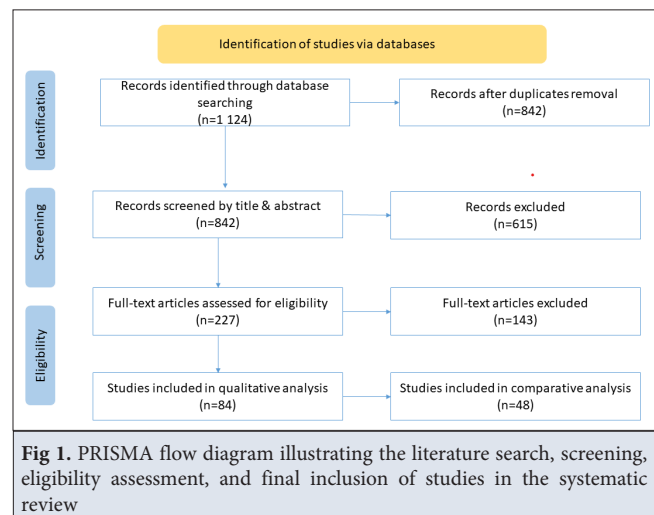 Identification of studies via databases
Identification
Records identified through database
searching
(n=1 124)
Records after duplicates removal
(n=842)
Screening
Records screened by title & abstract
(n=842)
Records excluded
(n=615)
Eligibility
Full-text articles assessed for eligibility
(n=227)
Full-text articles excluded
(n=143)
Studies included in qualitative analysis
(n=84)
Studies included in comparative analysis
(n=48)
Fig 1. PRISMA flow diagram illustrating the literature search, screening,
eligibility assessment, and final inclusion of studies in the systematic
review